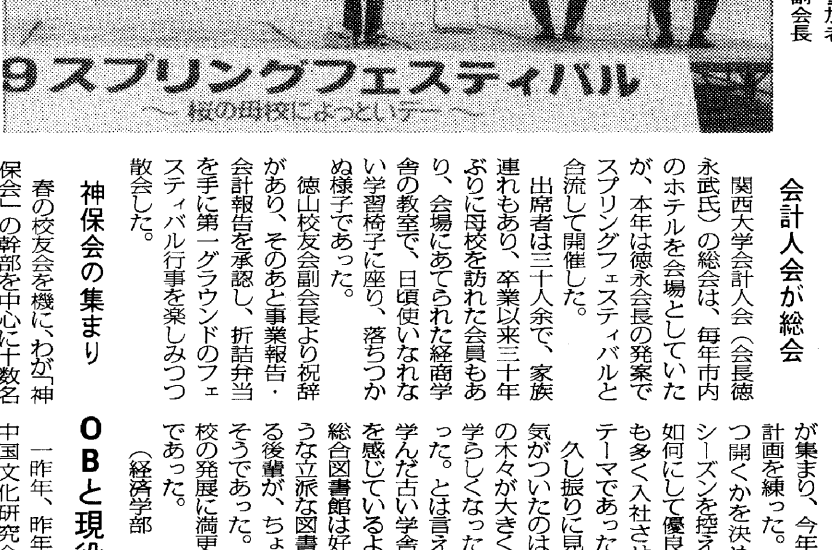 副会長
9スプリングフェスティバル
〜桜の母校によっといデー〜
会計人会が総会
関西大学会計人会（会長徳
永武氏）の総会は、毎年市内
のホテルを会場としていた
が、本年は徳永会長の発案で
スプリングフェスティバルと
合流して開催した。
出席者は三十人余で、家族
連れもあり、卒業以来三十年
ぶりに母校を訪れた会員もあ
り、会場にあてられた経商学
舎の教室で、日頃使いなれな
い学習椅子に座り、落ちつか
ぬ様子であった。
徳山校友会副会長より祝辞
があり、そのあと事業報告・
会計報告を承認し、折詰弁当
を手に第一グラウンドのフェ
スティバル行事を楽しみつつ
散会した。
神保会の集まり
春の校友会を機に、わが「神
保会」の幹部を中心に十数名
が集まり、今年
計画を練った。
つ開くかを決
シーズンを控え
如何にして優良
も多く入社させ
テーマであった
久し振りに見
気がついたのは
の木々が大きく
学らしくなった
った。とは言え
学んだ古い学舎
を感じているよ
総合図書館は好
うな立派な図書
る後輩が、ちょ
そうであった。
校の発展に満更
であった。
（経済学部
OBと現役
一昨年、昨年
中国文化研究会